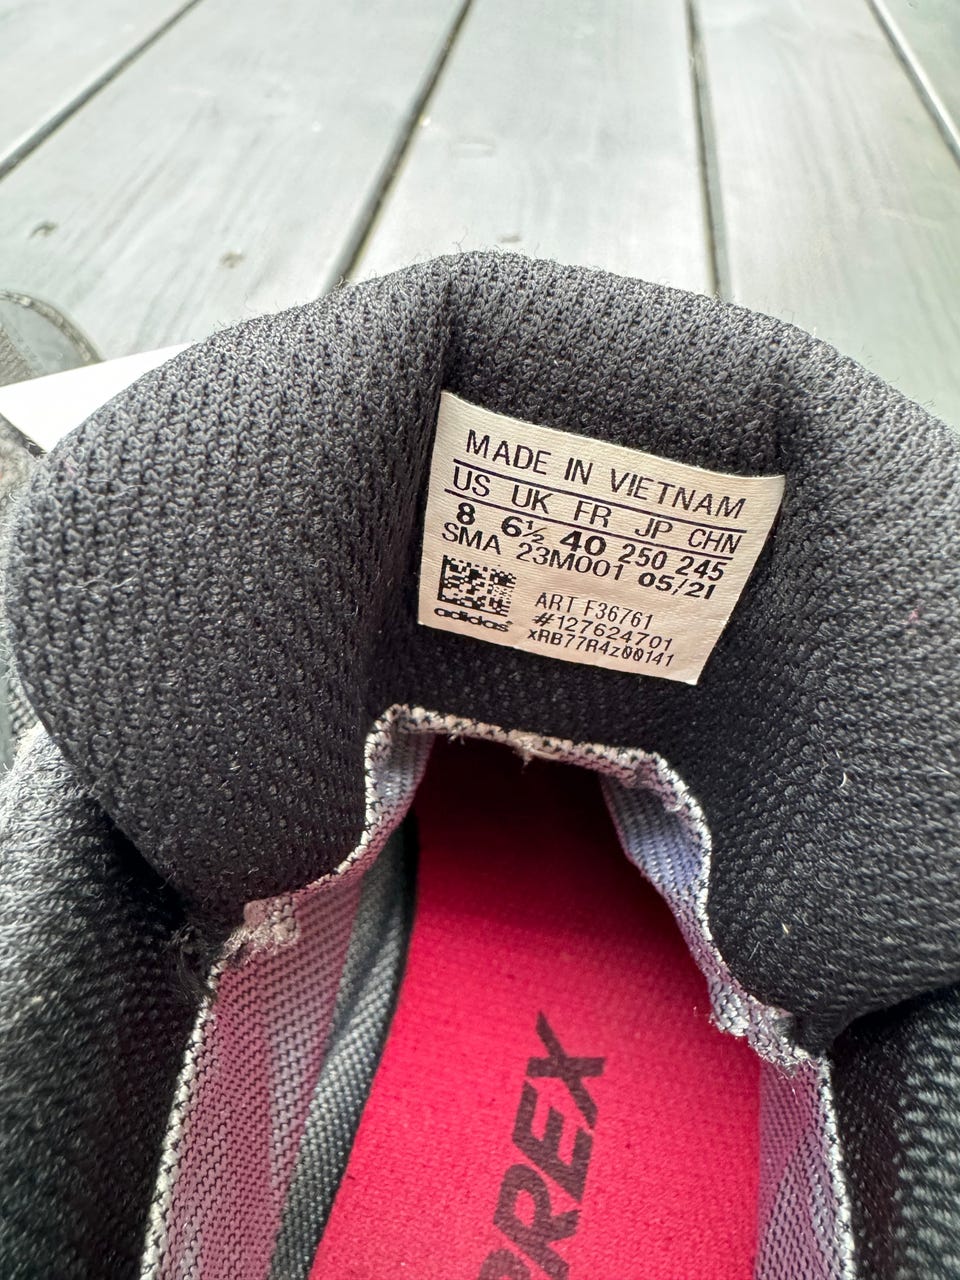 MADE IN VIETNAM
US UK FR JP CHN
8 6½ 40 250 245
SMA 23M001 05/21
ART F36761
#127624701
xRB77R4z00141
adidas
REX